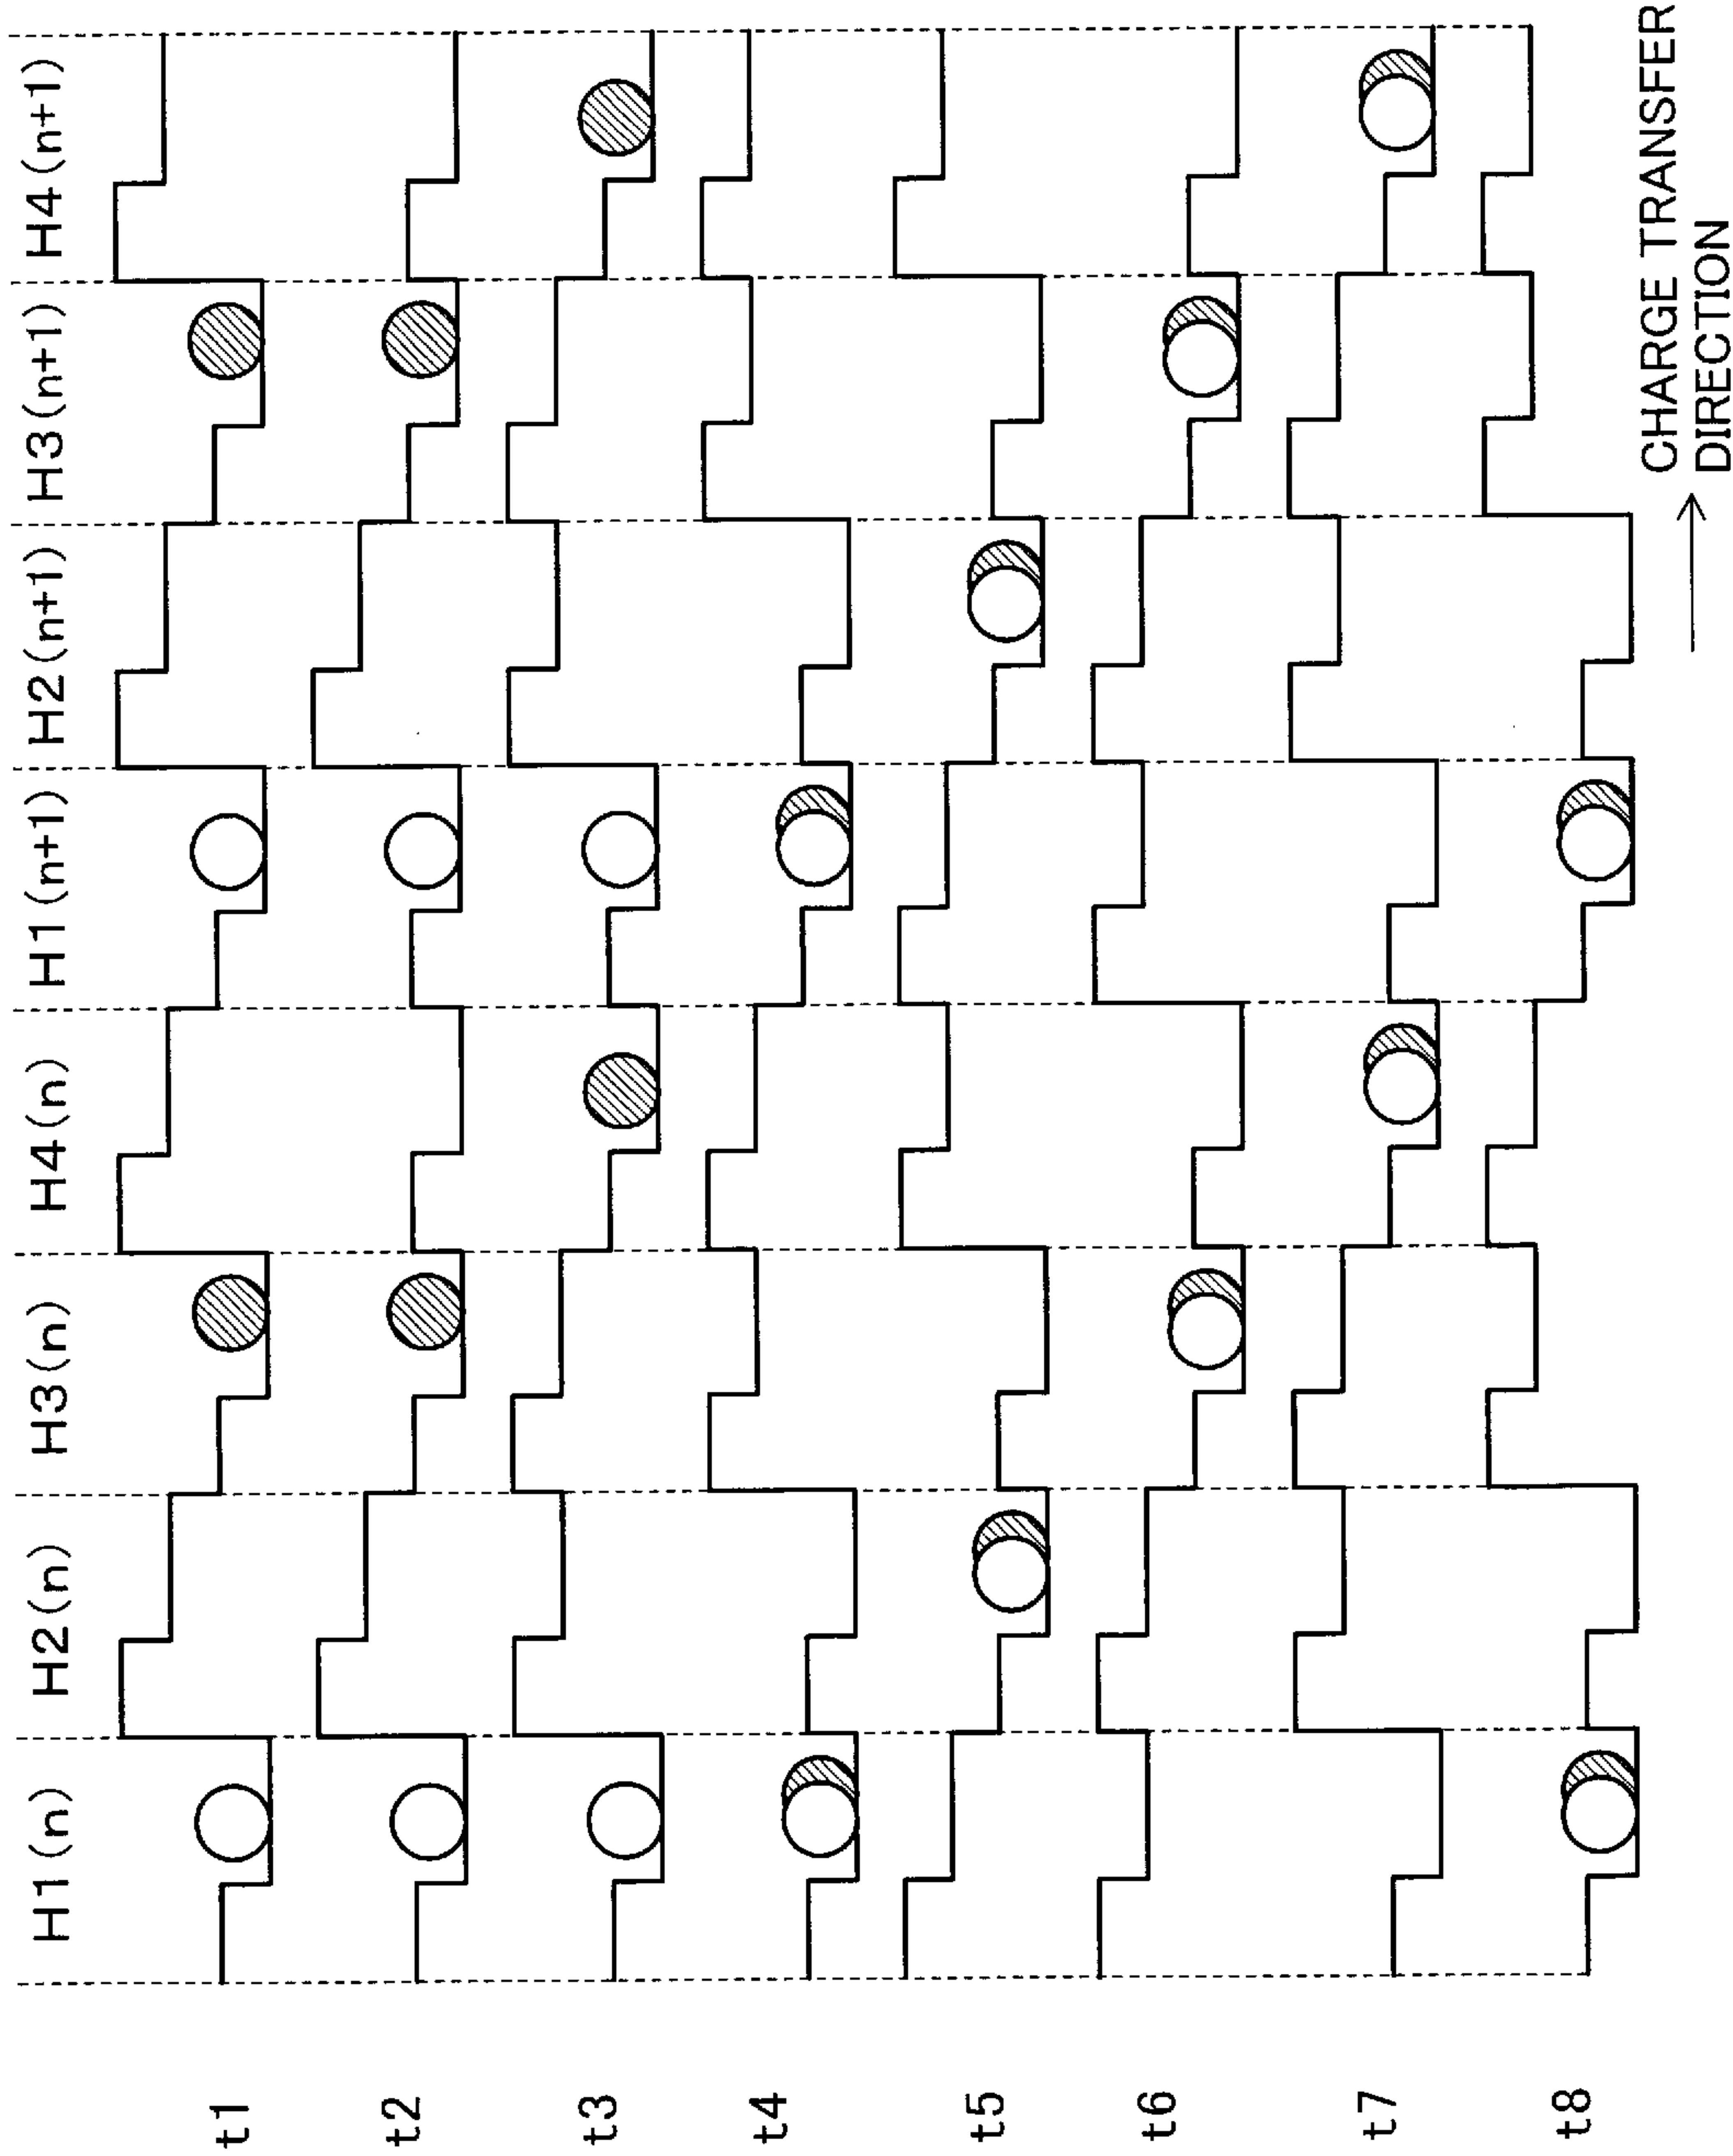 H1(n)
H2(n)
H3(n)
H4(n)
H1(n+1)
H2(n+1)
H3(n+1)
H4(n+1)
t1
t2
t3
t4
t5
t6
t7
t8
CHARGE TRANSFER
DIRECTION